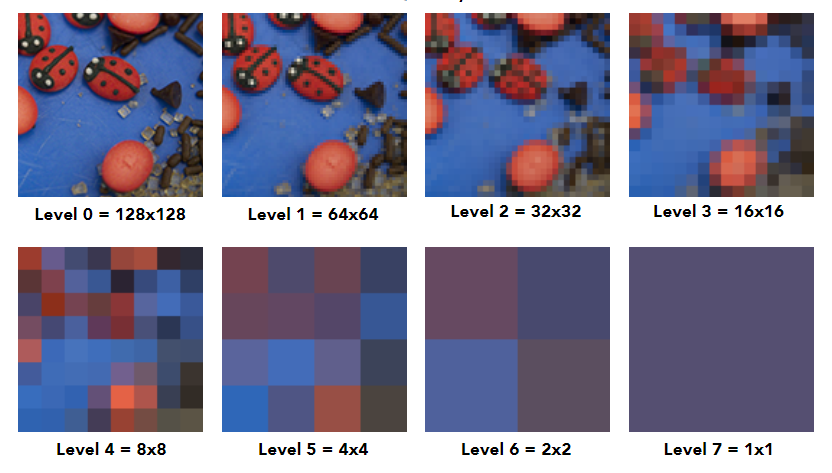 Level 0 = 128x128
Level 1 = 64x64
Level 2 = 32x32
Level 3 = 16x16
Level 4 = 8x8
Level 5 = 4x4
Level 6 = 2x2
Level 7 = 1x1